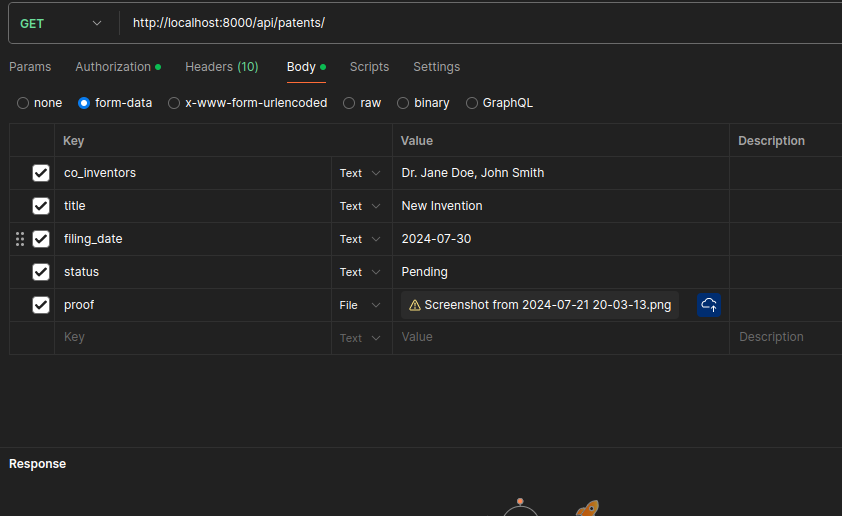 GET http://localhost:8000/api/patents/
Params Authorization Headers (10) Body Scripts Settings
none form-data x-www-form-urlencoded raw binary GraphQL
Key Value Description
co_inventors Text Dr. Jane Doe, John Smith
title Text New Invention
filing_date Text 2024-07-30
status Text Pending
proof File Screenshot from 2024-07-21 20-03-13.png
Key Text Value Description
Response